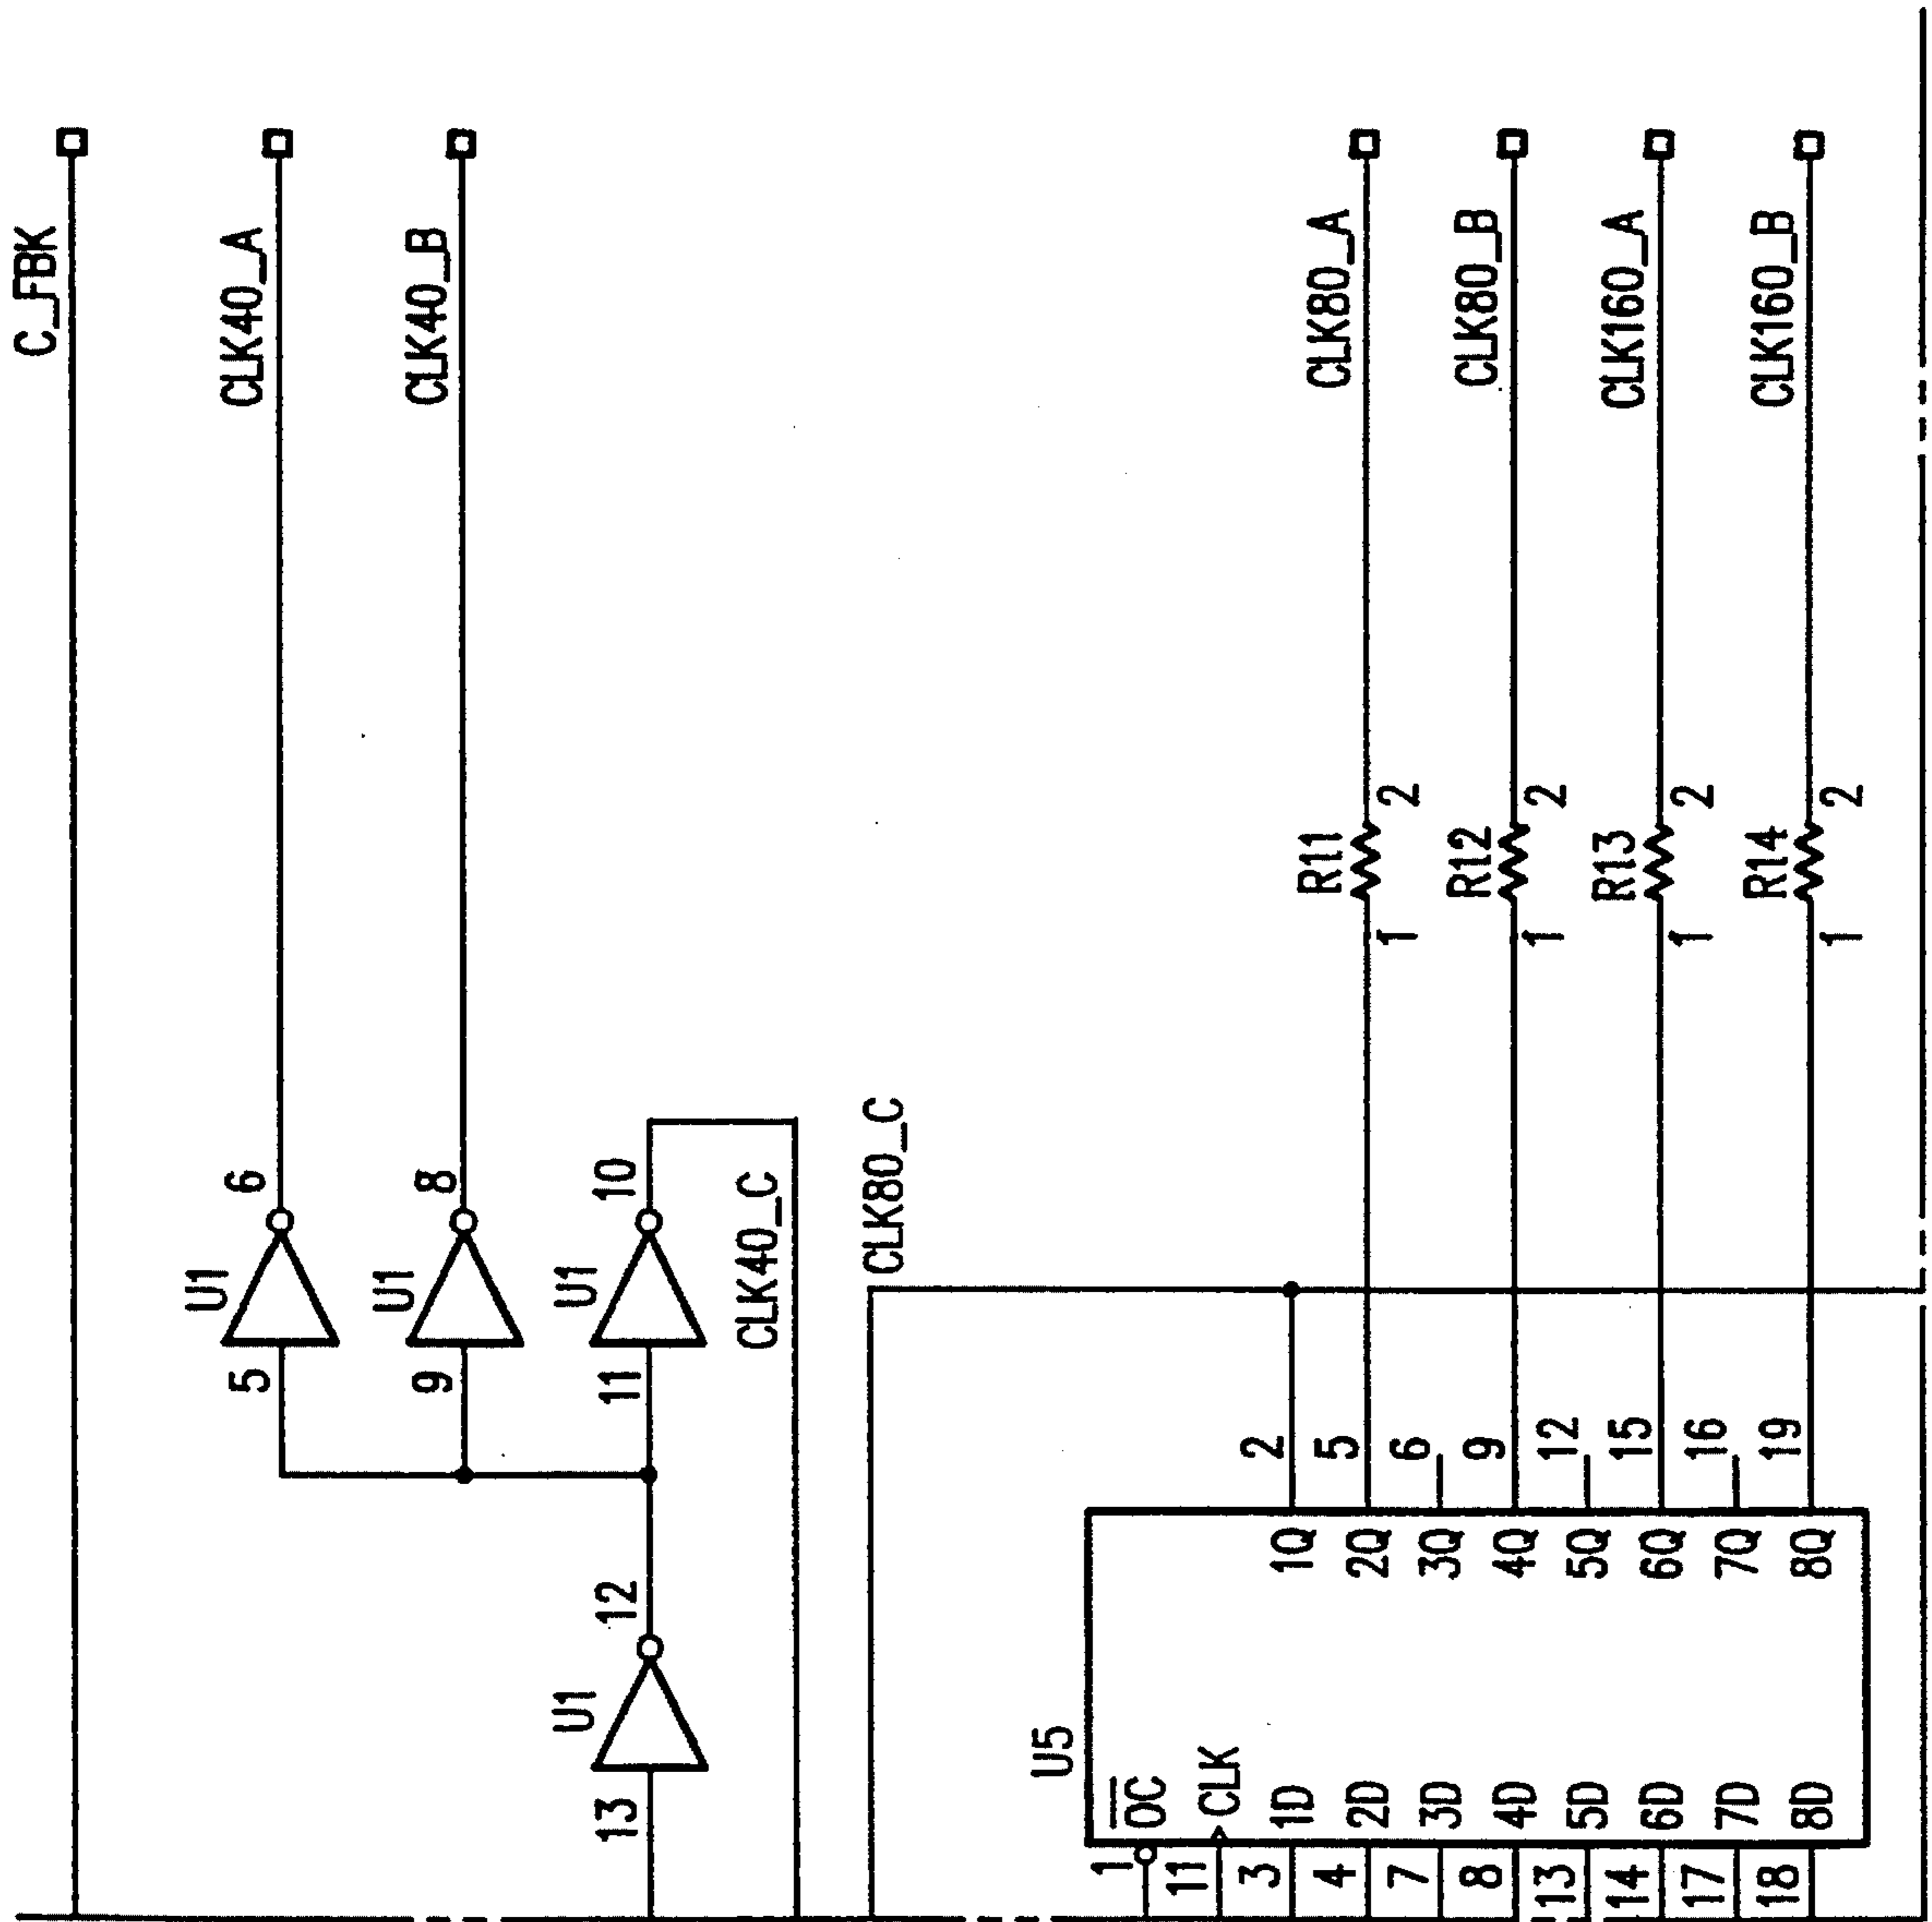 C_FBK
CLK40_A
CLK40_B
6
U1
5
8
U1
9
10
U1
11
CLK40_C
12
U1
13
CLK80_C
CLK80_A
R11
1 2
CLK80_B
R12
1 2
CLK160_A
R13
1 2
CLK160_B
R14
1 2
U5
1 OC
11 CLK
3 1D 1Q 2
4 2D 2Q 5
7 3D 3Q 6
8 4D 4Q 9
13 5D 5Q 12
14 6D 6Q 15
17 7D 7Q 16
18 8D 8Q 19